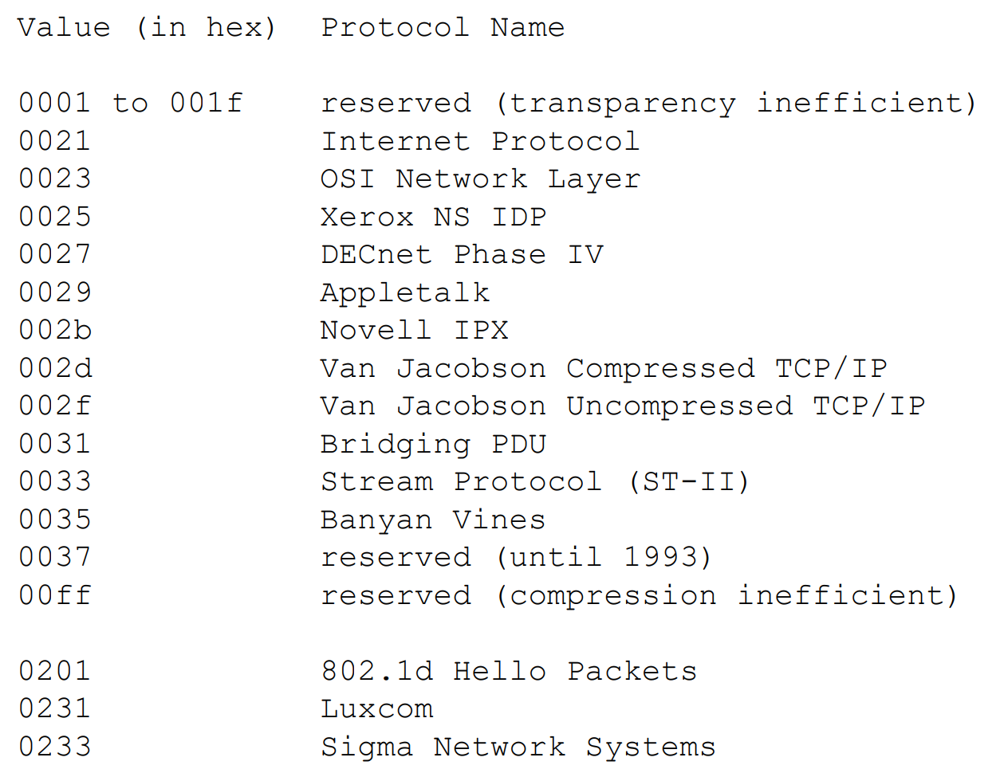 Value (in hex)  Protocol Name

0001 to 001f    reserved (transparency inefficient)
0021            Internet Protocol
0023            OSI Network Layer
0025            Xerox NS IDP
0027            DECnet Phase IV
0029            Appletalk
002b            Novell IPX
002d            Van Jacobson Compressed TCP/IP
002f            Van Jacobson Uncompressed TCP/IP
0031            Bridging PDU
0033            Stream Protocol (ST-II)
0035            Banyan Vines
0037            reserved (until 1993)
00ff            reserved (compression inefficient)

0201            802.1d Hello Packets
0231            Luxcom
0233            Sigma Network Systems